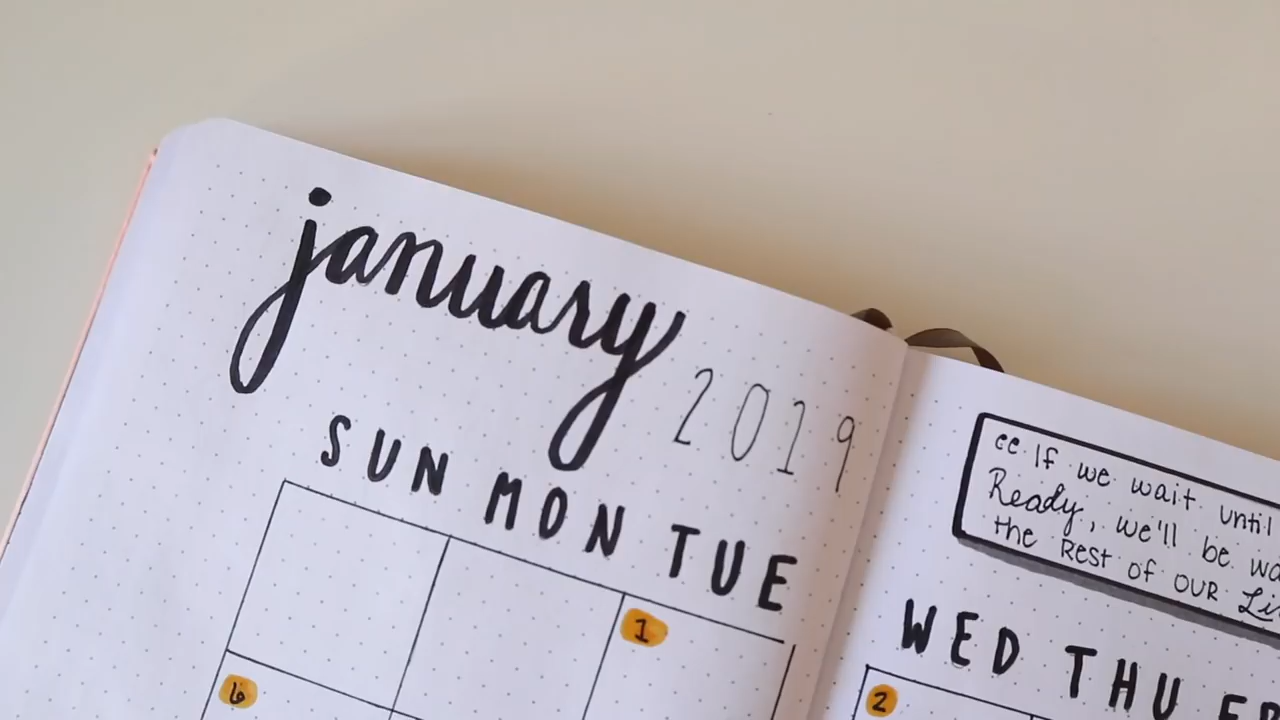 january 2019
SUN MON TUE
1
6
"If we wait until
Ready, we'll be
the REST of OUR
WED THU
2